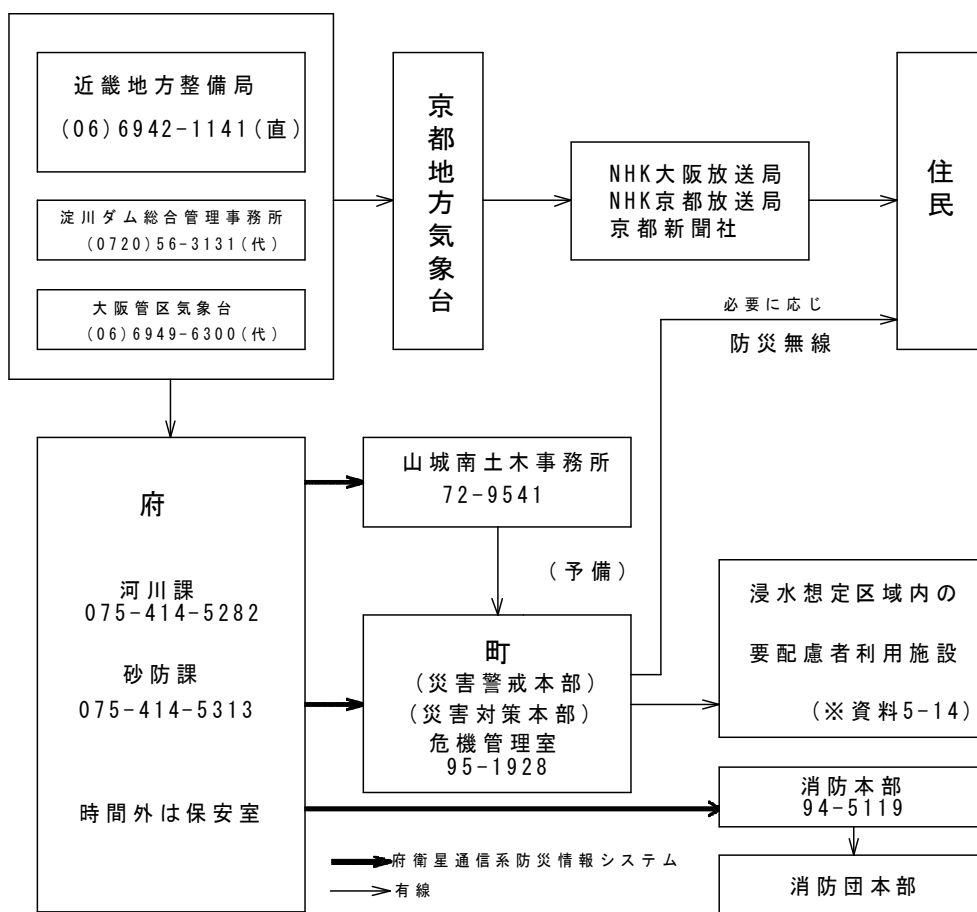 近畿地方整備局
(06)6942-1141(直)
淀川ダム総合管理事務所
(0720)56-3131(代)
大阪管区気象台
(06)6949-6300(代)
京都地方気象台
NHK大阪放送局
NHK京都放送局
京都新聞社
住民
必要に応じ
防災無線
府
河川課
075-414-5282
砂防課
075-414-5313
時間外は保安室
山城南土木事務所
72-9541
(予備)
町
(災害警戒本部)
(災害対策本部)
危機管理室
95-1928
浸水想定区域内の
要配慮者利用施設
(※資料5-14)
消防本部
94-5119
消防団本部
府衛星通信系防災情報システム
有線